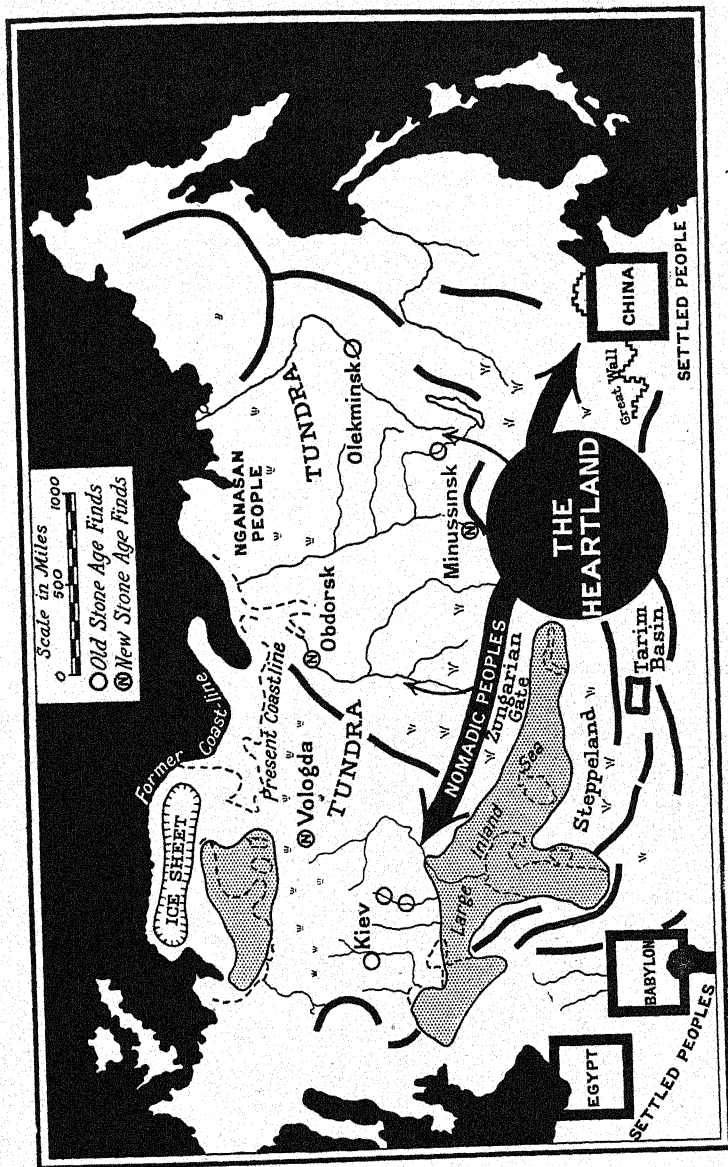 Scale in Miles
0 500 1000
Old Stone Age Finds
N New Stone Age Finds
Former Coast-line
ICE SHEET
Present Coastline
NGANASAN
PEOPLE
TUNDRA
Olekminsk
N
Obdorsk
N
Vologda
TUNDRA
Kiev
Minussinsk
N
NOMADIC PEOPLES
Zungarian
Gate
THE
HEARTLAND
Large Inland Sea
Steppeland
Tarim
Basin
Great Wall
CHINA
SETTLED PEOPLE
BABYLON
EGYPT
SETTLED PEOPLES